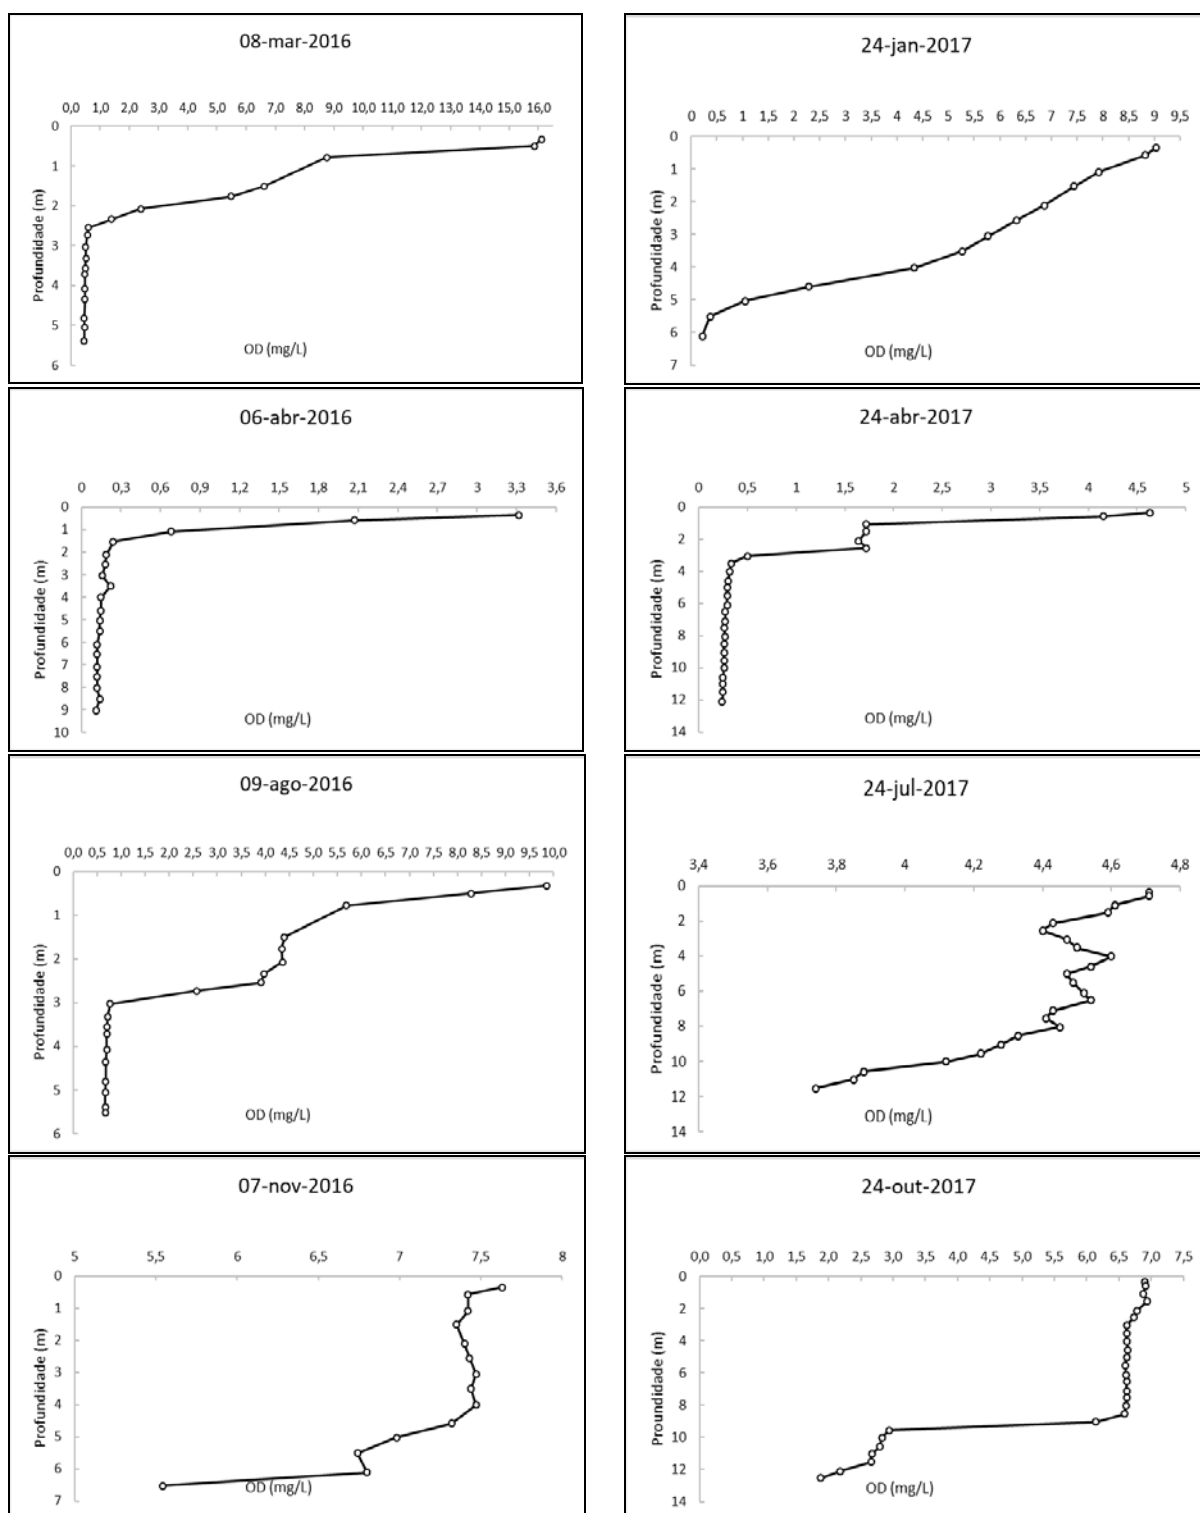 08-mar-2016
0,0 1,0 2,0 3,0 4,0 5,0 6,0 7,0 8,0 9,0 10,0 11,0 12,0 13,0 14,0 15,0 16,0
0
1
2
3
4
5
6
Profundidade (m)
OD (mg/L)
24-jan-2017
0 0,5 1 1,5 2 2,5 3 3,5 4 4,5 5 5,5 6 6,5 7 7,5 8 8,5 9 9,5
0
1
2
3
4
5
6
7
Profundidade (m)
OD (mg/L)
06-abr-2016
0 0,3 0,6 0,9 1,2 1,5 1,8 2,1 2,4 2,7 3 3,3 3,6
0
1
2
3
4
5
6
7
8
9
10
Profundidade (m)
OD (mg/L)
24-abr-2017
0 0,5 1 1,5 2 2,5 3 3,5 4 4,5 5
0
2
4
6
8
10
12
14
Profundidade (m)
OD (mg/L)
09-ago-2016
0,0 0,5 1,0 1,5 2,0 2,5 3,0 3,5 4,0 4,5 5,0 5,5 6,0 6,5 7,0 7,5 8,0 8,5 9,0 9,5 10,0
0
1
2
3
4
5
6
Profundidade (m)
OD (mg/L)
24-jul-2017
3,4 3,6 3,8 4 4,2 4,4 4,6 4,8
0
2
4
6
8
10
12
14
Profundidade (m)
OD (mg/L)
07-nov-2016
5 5,5 6 6,5 7 7,5 8
0
1
2
3
4
5
6
7
Profundidade (m)
OD (mg/L)
24-out-2017
0,0 0,5 1,0 1,5 2,0 2,5 3,0 3,5 4,0 4,5 5,0 5,5 6,0 6,5 7,0 7,5
0
2
4
6
8
10
12
14
Proundidade (m)
OD (mg/L)